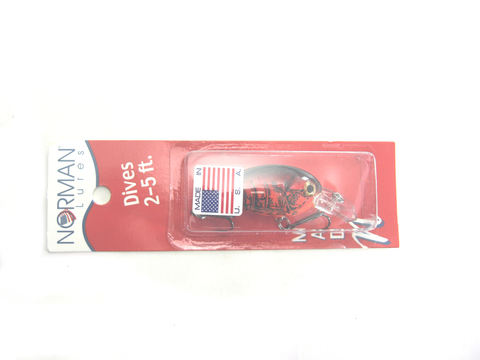 NORMAN
Lures
Dives
2-5 ft.
MADE IN
U.S.A.